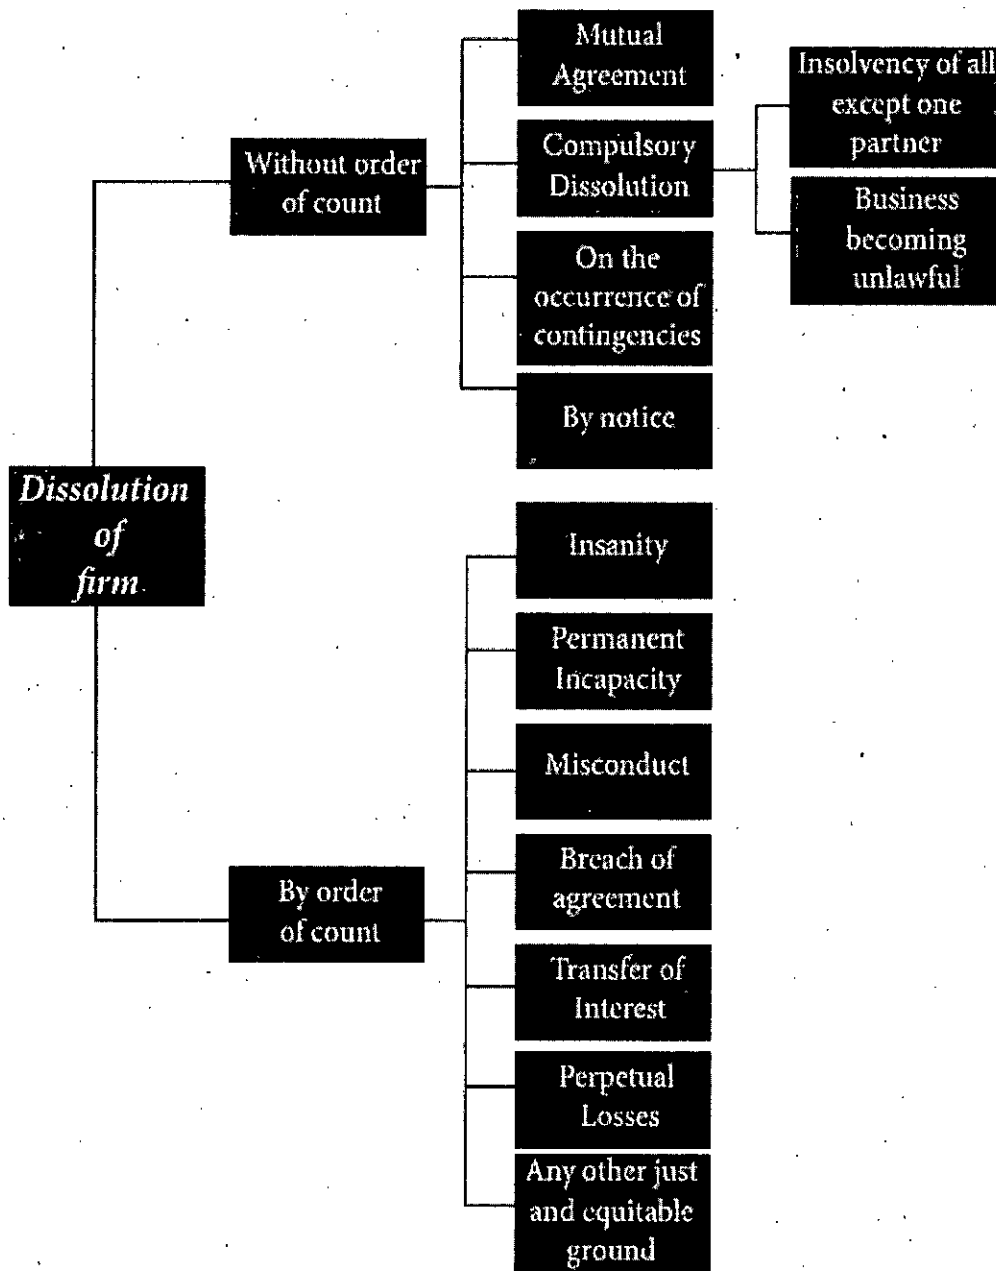 Dissolution
of
firm
Without order
of count
Mutual
Agreement
Compulsory
Dissolution
Insolvency of all
except one
partner
Business
becoming
unlawful
On the
occurrence of
contingencies
By notice
By order
of count
Insanity
Permanent
Incapacity
Misconduct
Breach of
agreement
Transfer of
Interest
Perpetual
Losses
Any other just
and equitable
ground